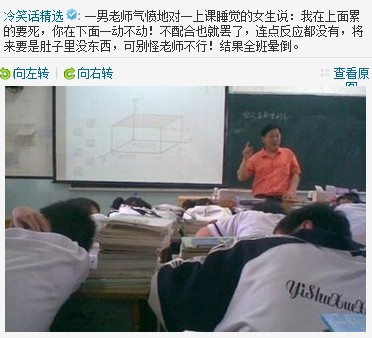 冷笑话精选: 一男老师气愤地对一上课睡觉的女生说：我在上面累
的要死，你在下面一动不动！不配合也就罢了，连点反应都没有，将
来要是肚子里没东西，可别怪老师不行！结果全班晕倒。
向左转 向右转 查看原图
YiShuXueX